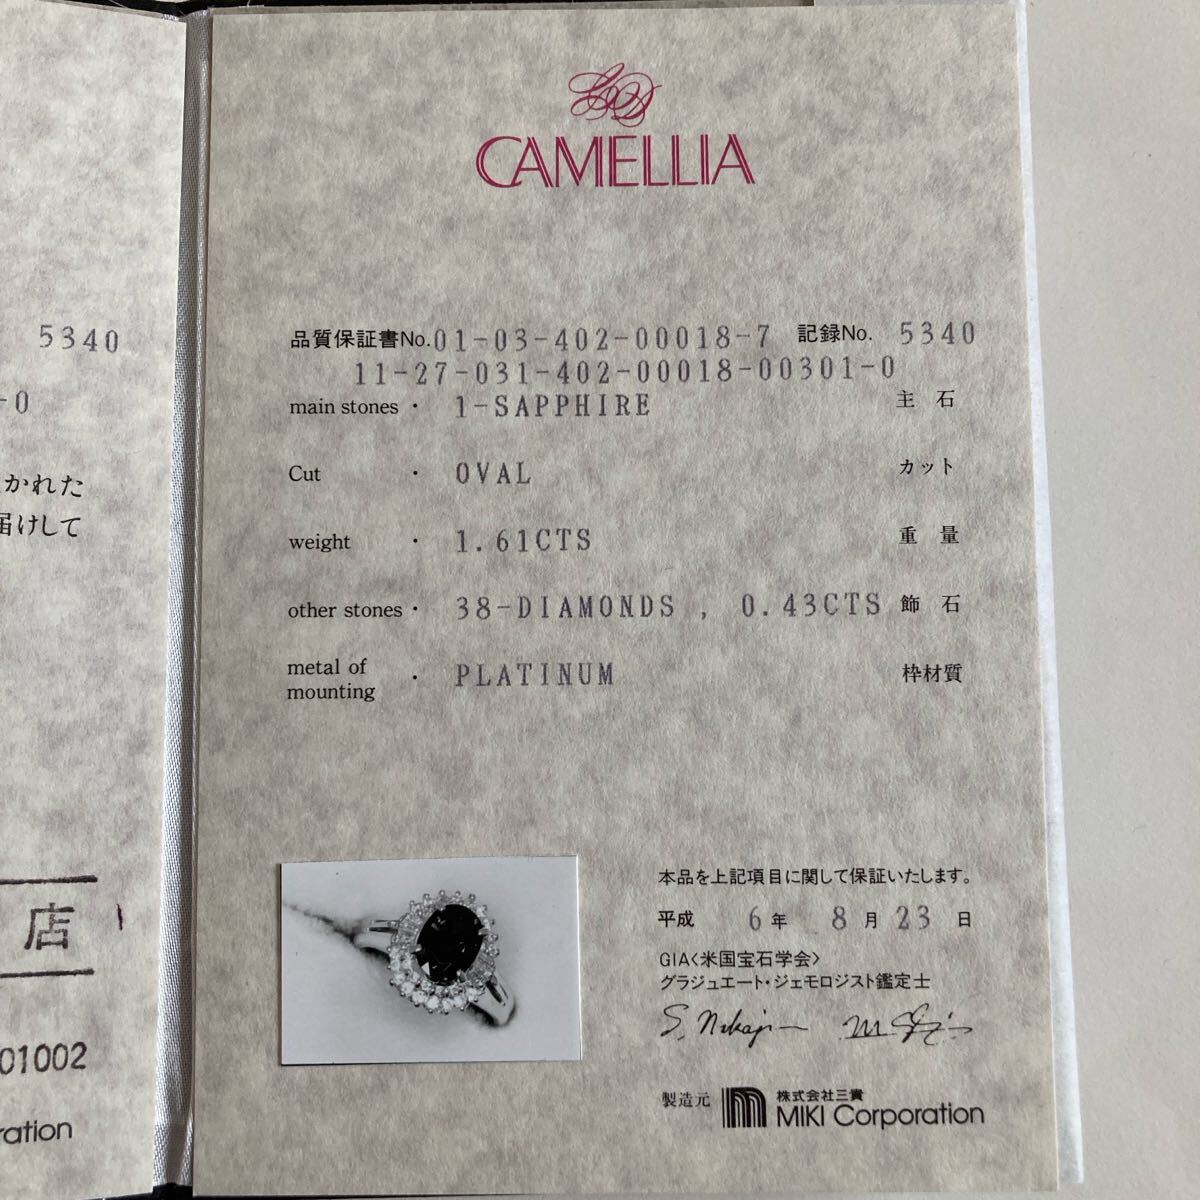 5340
-0
かれた
届けして
店
01002
ration
CAMELLIA
品質保証書No.01-03-402-00018-7 記録No. 5340
11-27-031-402-00018-00301-0
main stones・ 1-SAPPHIRE 主 石
Cut ・ OVAL カット
weight ・ 1.61CTS 重 量
other stones・ 38-DIAMONDS , 0.43CTS 飾 石
metal of mounting ・ PLATINUM 枠材質
本品を上記項目に関して保証いたします。
平成 6年 8月 23日
GIA〈米国宝石学会〉
グラジュエート・ジェモロジスト鑑定士
製造元 株式会社三貴
MIKI Corporation